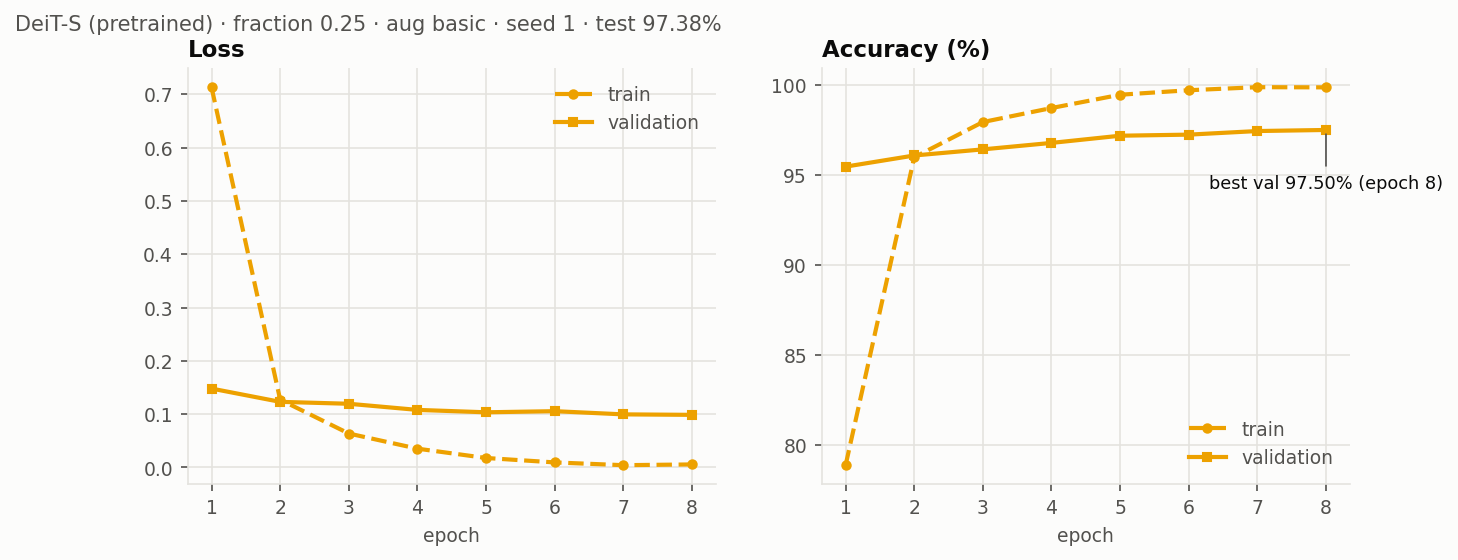 DeiT-S (pretrained) · fraction 0.25 · aug basic · seed 1 · test 97.38%
Loss
0.7
0.6
0.5
0.4
0.3
0.2
0.1
0.0
train
validation
1 2 3 4 5 6 7 8
epoch
Accuracy (%)
100
95
90
85
80
best val 97.50% (epoch 8)
train
validation
1 2 3 4 5 6 7 8
epoch